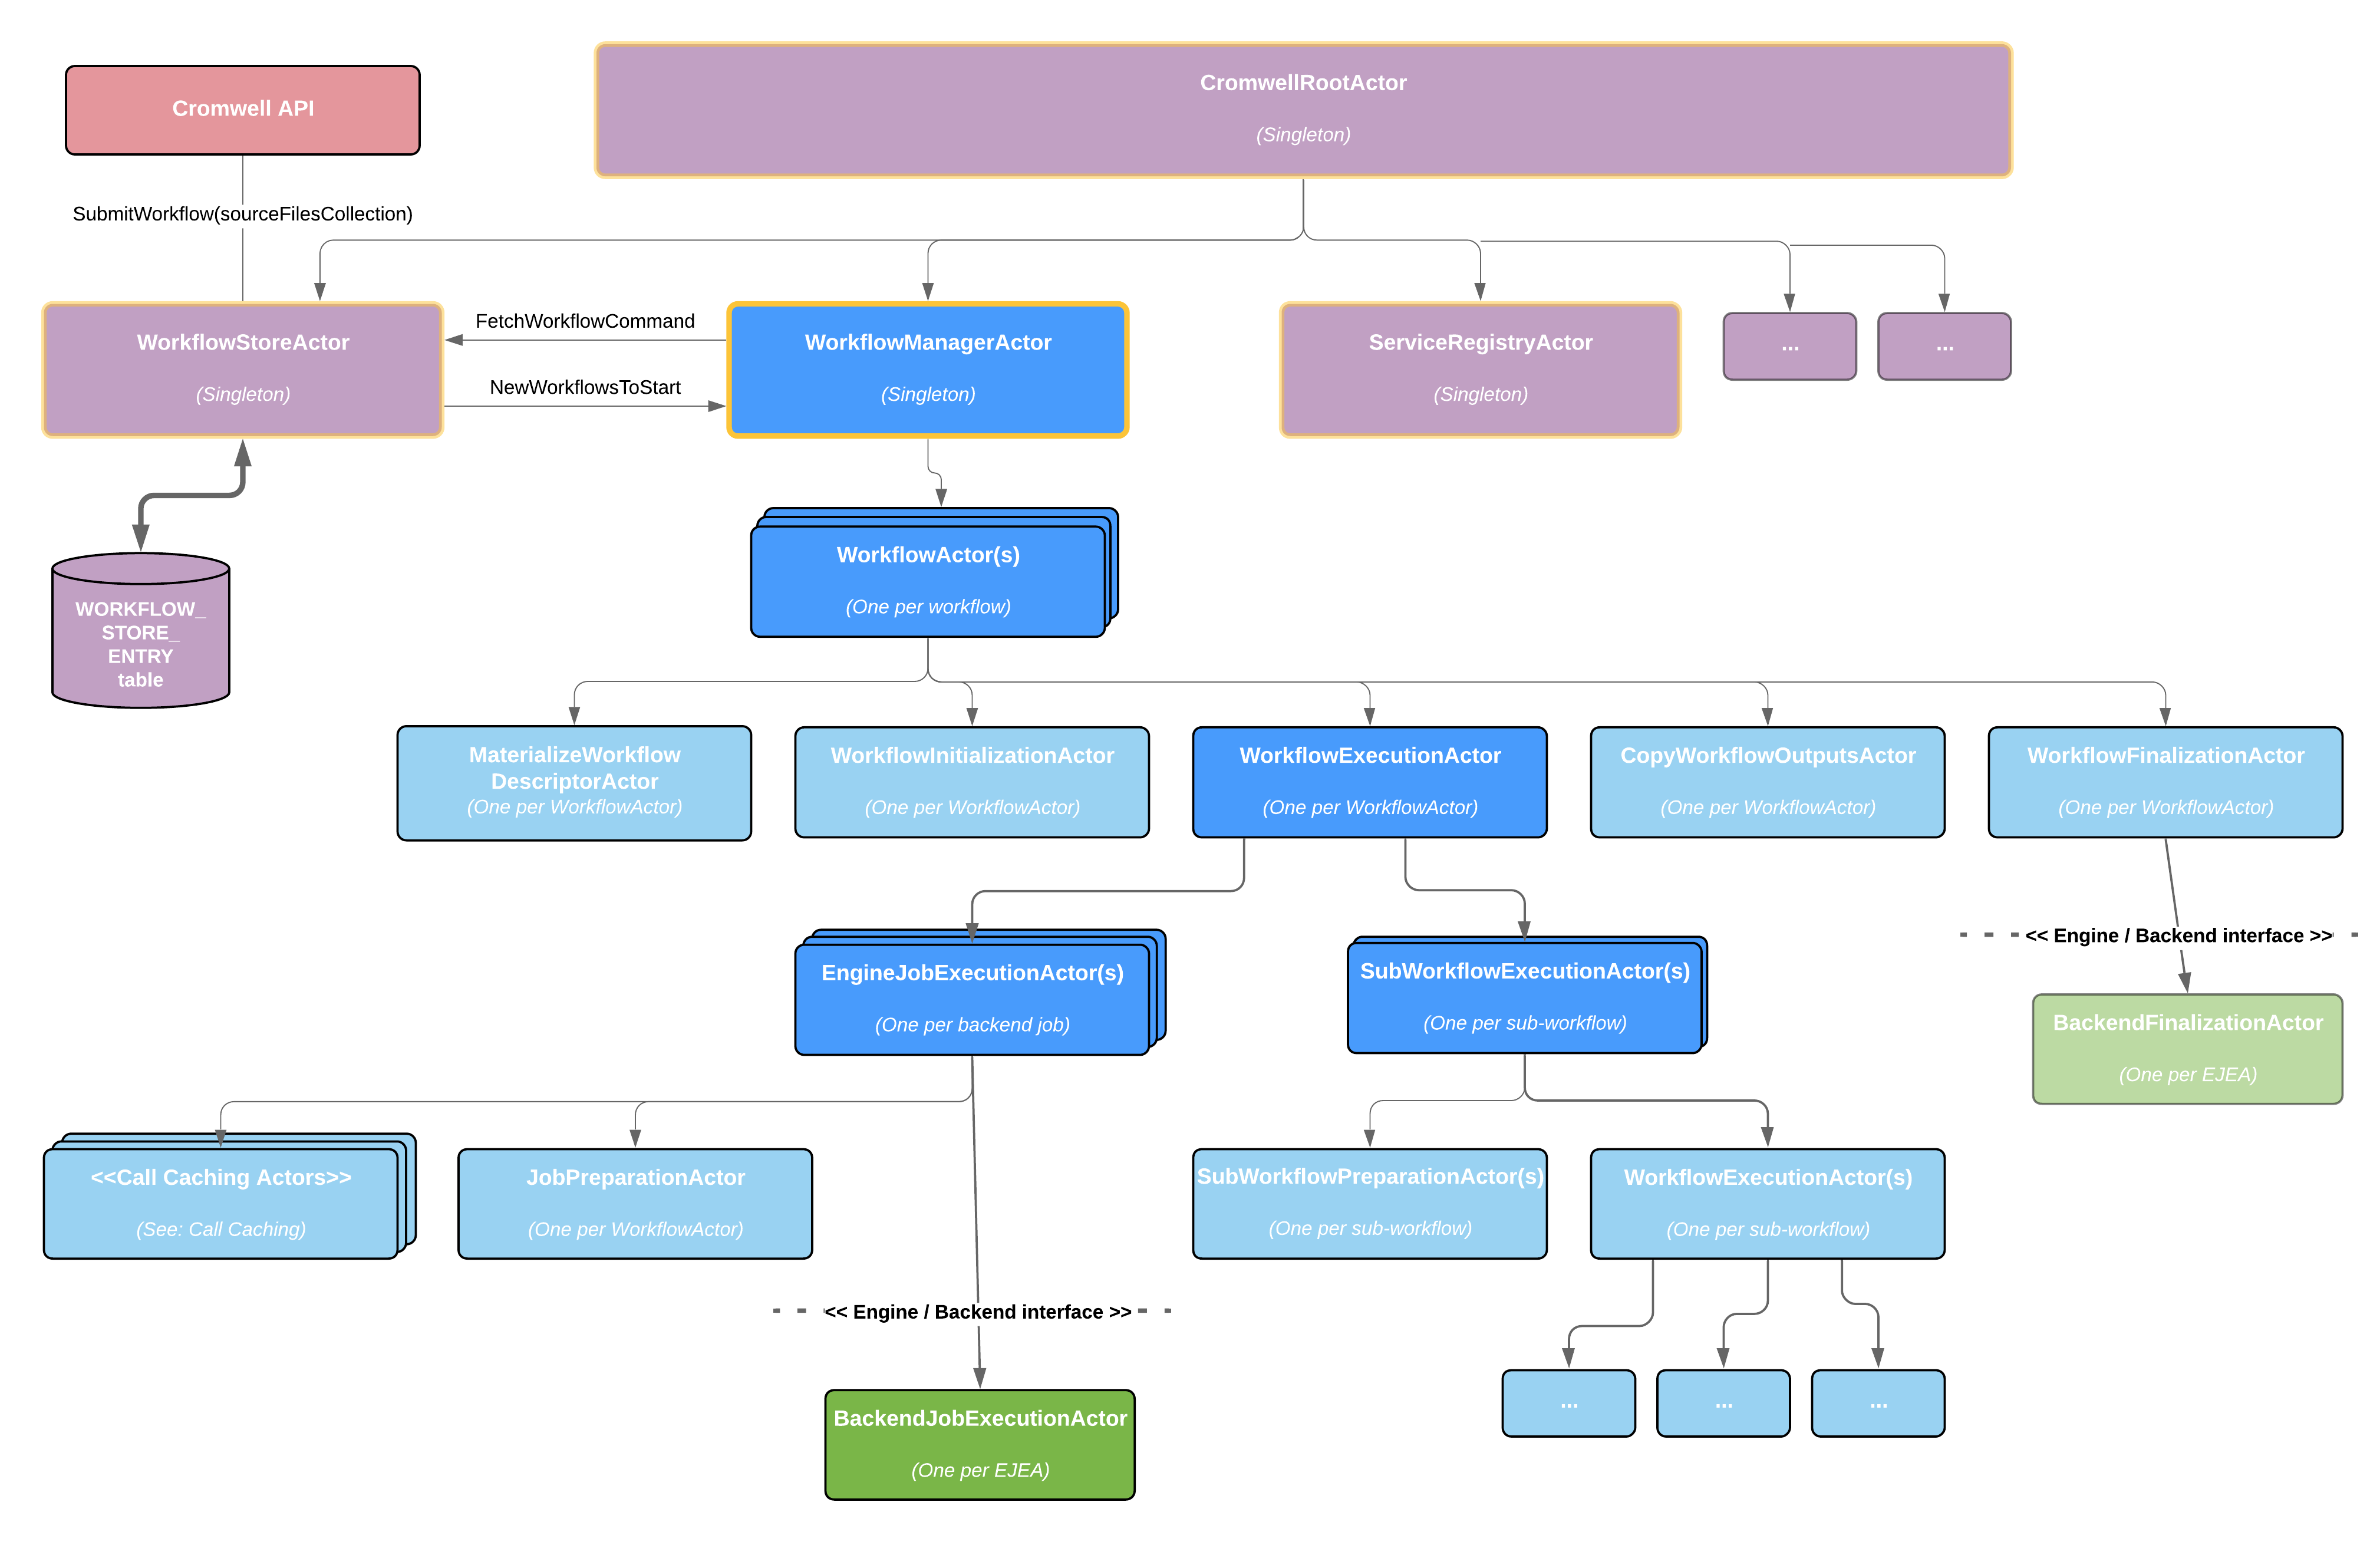 CromwellRootActor
(Singleton)
Cromwell API
SubmitWorkflow(sourceFilesCollection)
WorkflowStoreActor
(Singleton)
FetchWorkflowCommand
NewWorkflowsToStart
WorkflowManagerActor
(Singleton)
ServiceRegistryActor
(Singleton)
...
...
WORKFLOW_
STORE_
ENTRY
table
WorkflowActor(s)
(One per workflow)
MaterializeWorkflow
DescriptorActor
(One per WorkflowActor)
WorkflowInitializationActor
(One per WorkflowActor)
WorkflowExecutionActor
(One per WorkflowActor)
CopyWorkflowOutputsActor
(One per WorkflowActor)
WorkflowFinalizationActor
(One per WorkflowActor)
EngineJobExecutionActor(s)
(One per backend job)
SubWorkflowExecutionActor(s)
(One per sub-workflow)
<< Engine / Backend interface >>
BackendFinalizationActor
(One per EJEA)
<<Call Caching Actors>>
(See: Call Caching)
JobPreparationActor
(One per WorkflowActor)
SubWorkflowPreparationActor(s)
(One per sub-workflow)
WorkflowExecutionActor(s)
(One per sub-workflow)
<< Engine / Backend interface >>
BackendJobExecutionActor
(One per EJEA)
...
...
...